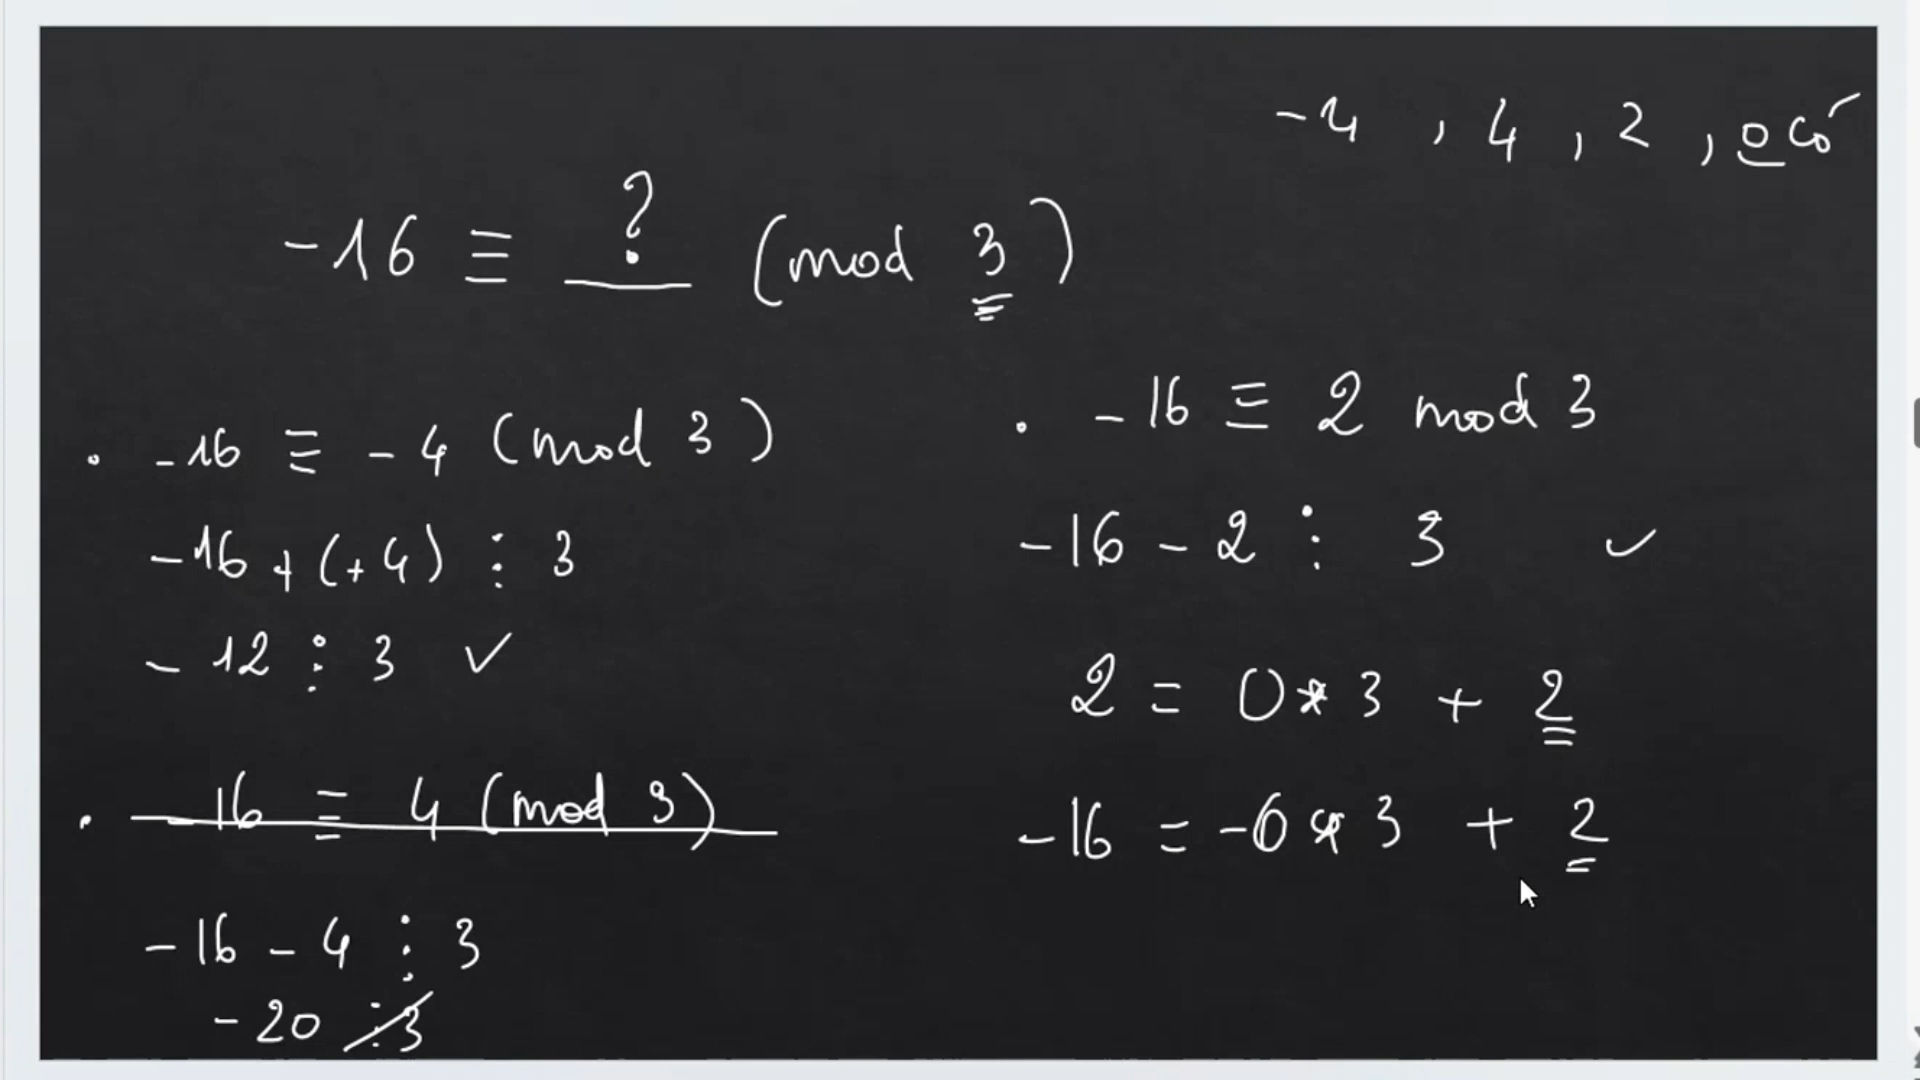 -4 , 4 , 2 , 0 có
-16 ≡ ? (mod 3)
. -16 ≡ -4 (mod 3)
-16 + (+4) ⋮ 3
-12 ⋮ 3 ✓
. -16 ≡ 4 (mod 3)
-16 - 4 ⋮ 3
-20 ⋮ 3
. -16 ≡ 2 mod 3
-16 - 2 ⋮ 3 ✓
2 = 0 * 3 + 2
-16 = -6 * 3 + 2